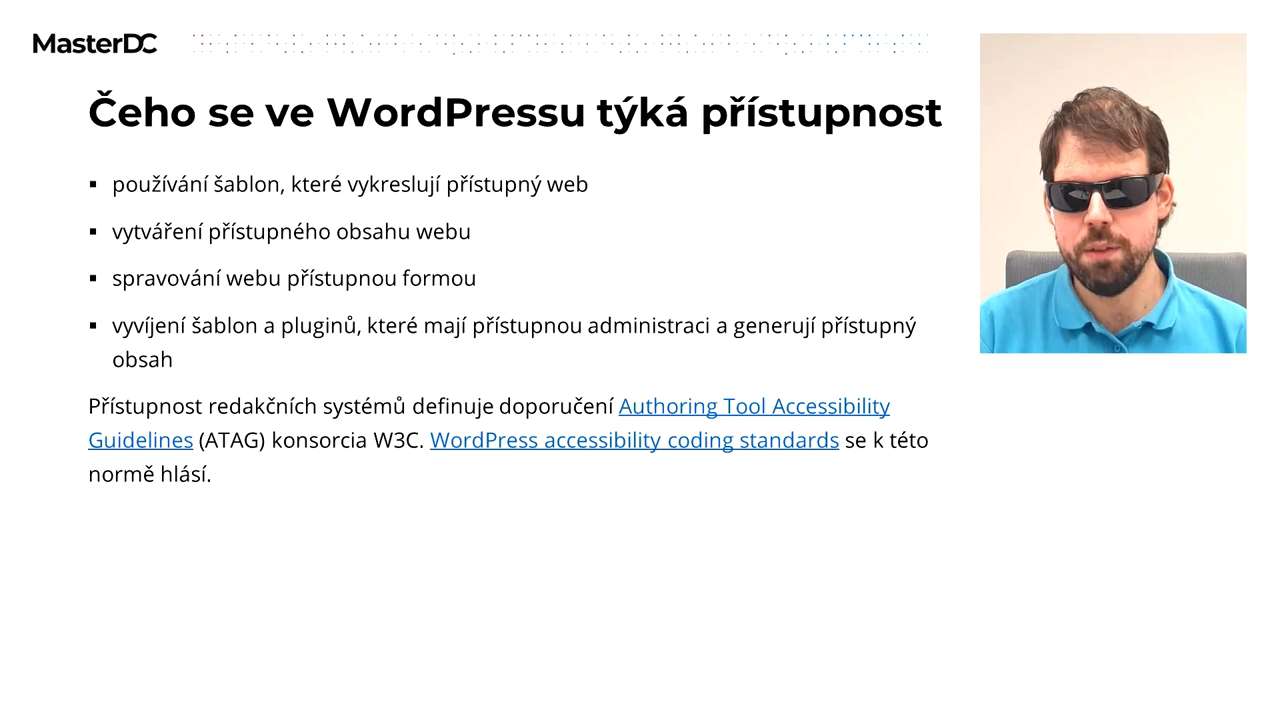 MasterDC
Čeho se ve WordPressu týká přístupnost
▪ používání šablon, které vykreslují přístupný web
▪ vytváření přístupného obsahu webu
▪ spravování webu přístupnou formou
▪ vyvíjení šablon a pluginů, které mají přístupnou administraci a generují přístupný
obsah
Přístupnost redakčních systémů definuje doporučení Authoring Tool Accessibility
Guidelines (ATAG) konsorcia W3C. WordPress accessibility coding standards se k této
normě hlásí.